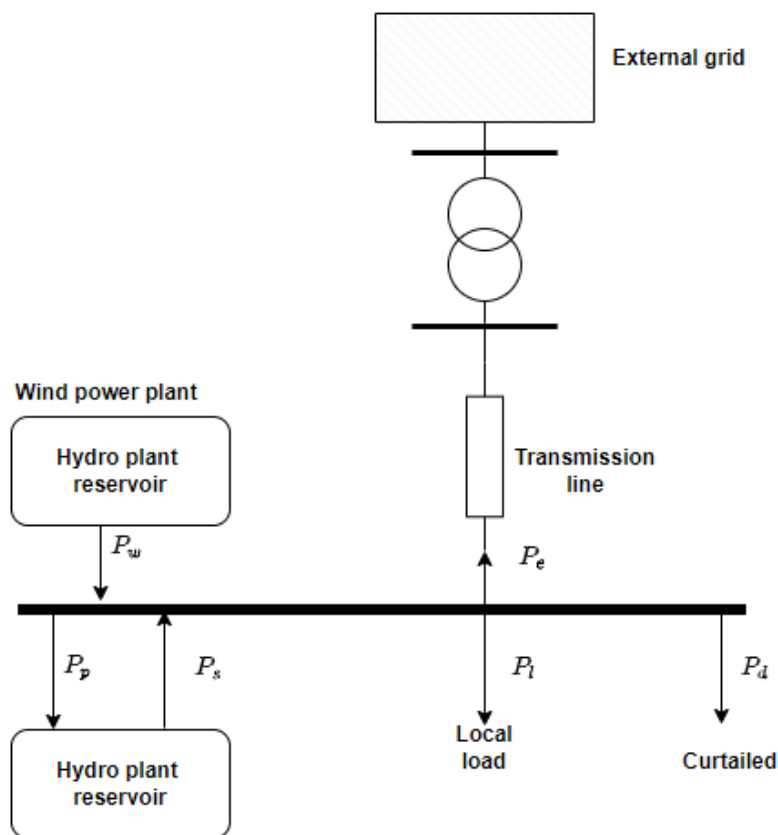 External grid
Wind power plant
Hydro plant
reservoir
Transmission
line
P_w
P_e
P_p
P_s
P_l
P_d
Local
load
Curtailed
Hydro plant
reservoir